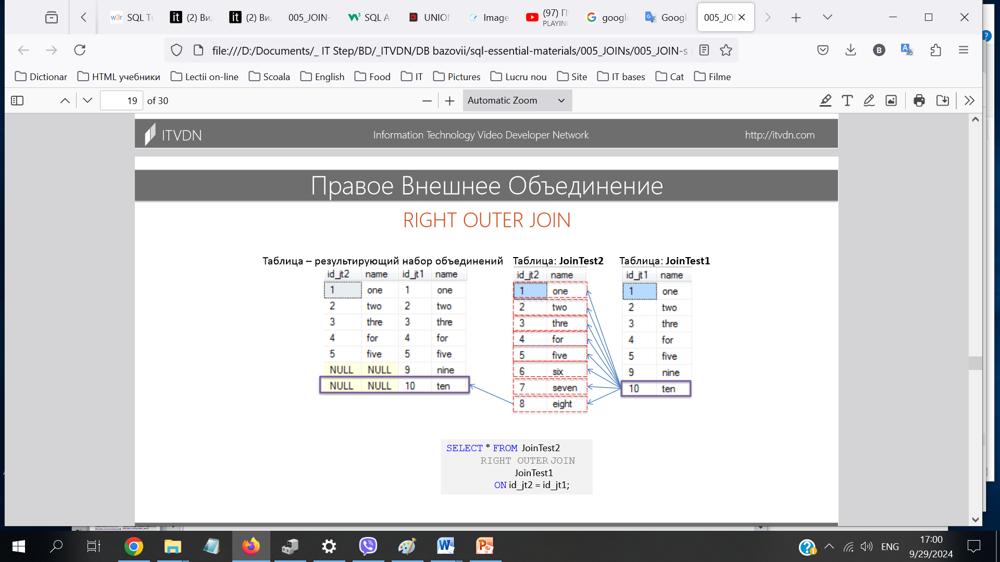 SQL Tu
(2) Ви
(2) Ви
005_JOIN-
SQL A
UNION
Image
(97) П
PLAYING
googl
Googl
005_JOI
file:///D:/Documents/_ IT Step/BD/_ITVDN/DB bazovii/sql-essential-materials/005_JOINs/005_JOIN-s
Dictionar
HTML учебники
Lectii on-line
Scoala
English
Food
IT
Pictures
Lucru nou
Site
IT bases
Cat
Filme
19 of 30
Automatic Zoom
ITVDN
Information Technology Video Developer Network
http://itvdn.com
Правое Внешнее Объединение
RIGHT OUTER JOIN
Таблица – результирующий набор объединений
id_jt2 name id_jt1 name
1 one 1 one
2 two 2 two
3 thre 3 thre
4 for 4 for
5 five 5 five
NULL NULL 9 nine
NULL NULL 10 ten
Таблица: JoinTest2
id_jt2 name
1 one
2 two
3 thre
4 for
5 five
6 six
7 seven
8 eight
Таблица: JoinTest1
id_jt1 name
1 one
2 two
3 thre
4 for
5 five
9 nine
10 ten
SELECT * FROM JoinTest2
RIGHT OUTER JOIN
JoinTest1
ON id_jt2 = id_jt1;
ENG
17:00
9/29/2024